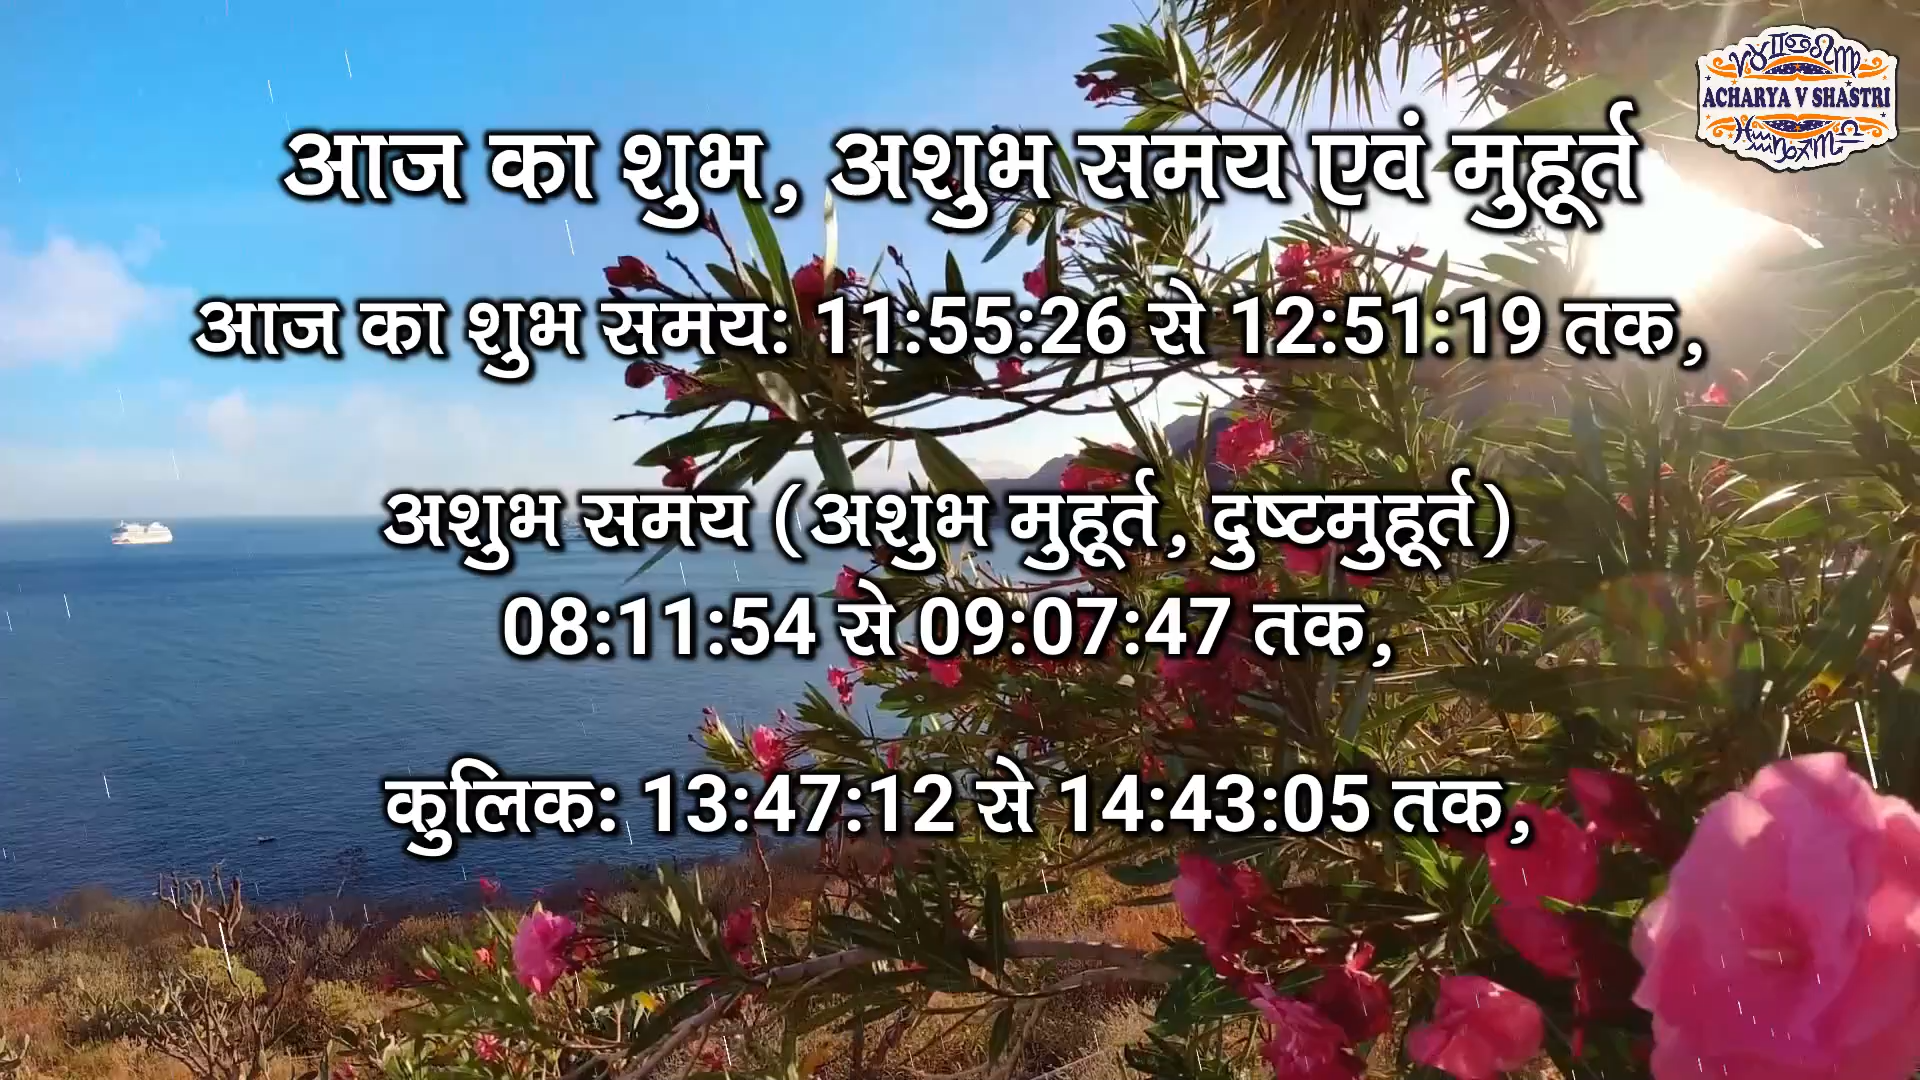 ACHARYA V SHASTRI
आज का शुभ, अशुभ समय एवं मुहूर्त
आज का शुभ समय: 11:55:26 से 12:51:19 तक,
अशुभ समय (अशुभ मुहूर्त, दुष्टमुहूर्त)
08:11:54 से 09:07:47 तक,
कुलिक: 13:47:12 से 14:43:05 तक,